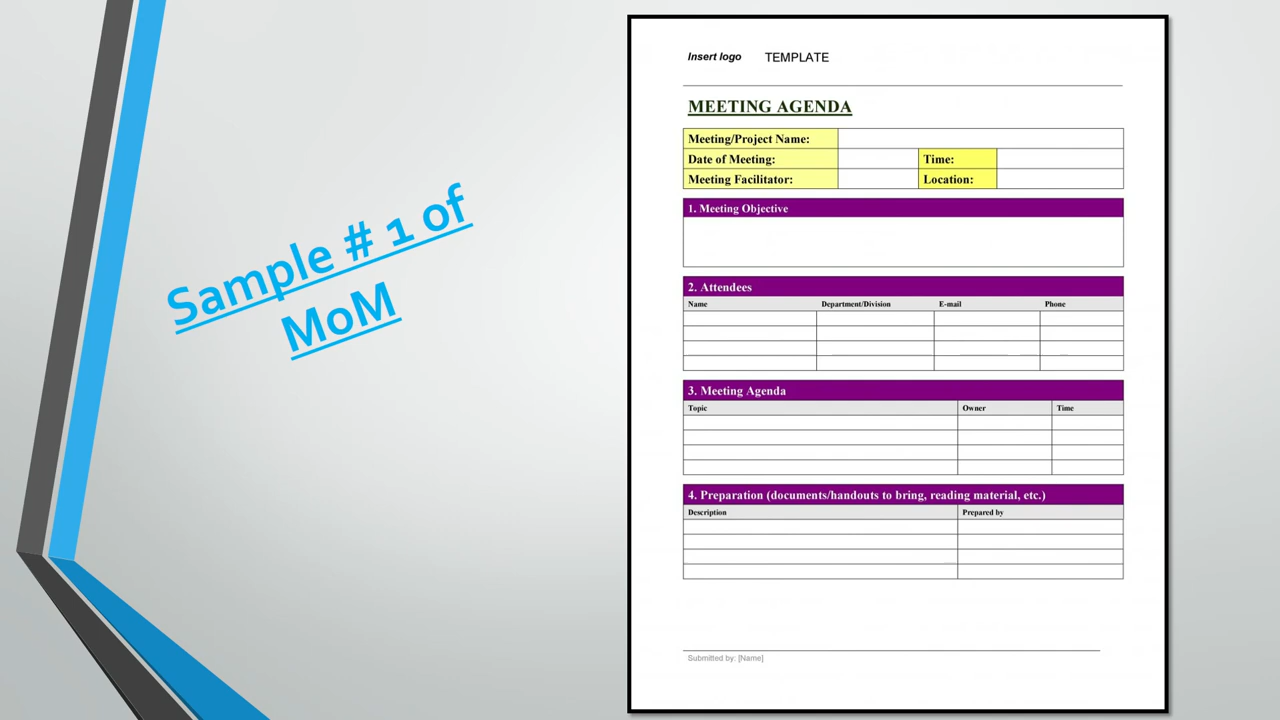 Sample # 1 of
MoM
Insert logo TEMPLATE
MEETING AGENDA
Meeting/Project Name:
Date of Meeting: Time:
Meeting Facilitator: Location:
1. Meeting Objective
2. Attendees
Name Department/Division E-mail Phone
3. Meeting Agenda
Topic Owner Time
4. Preparation (documents/handouts to bring, reading material, etc.)
Description Prepared by
Submitted by: [Name]